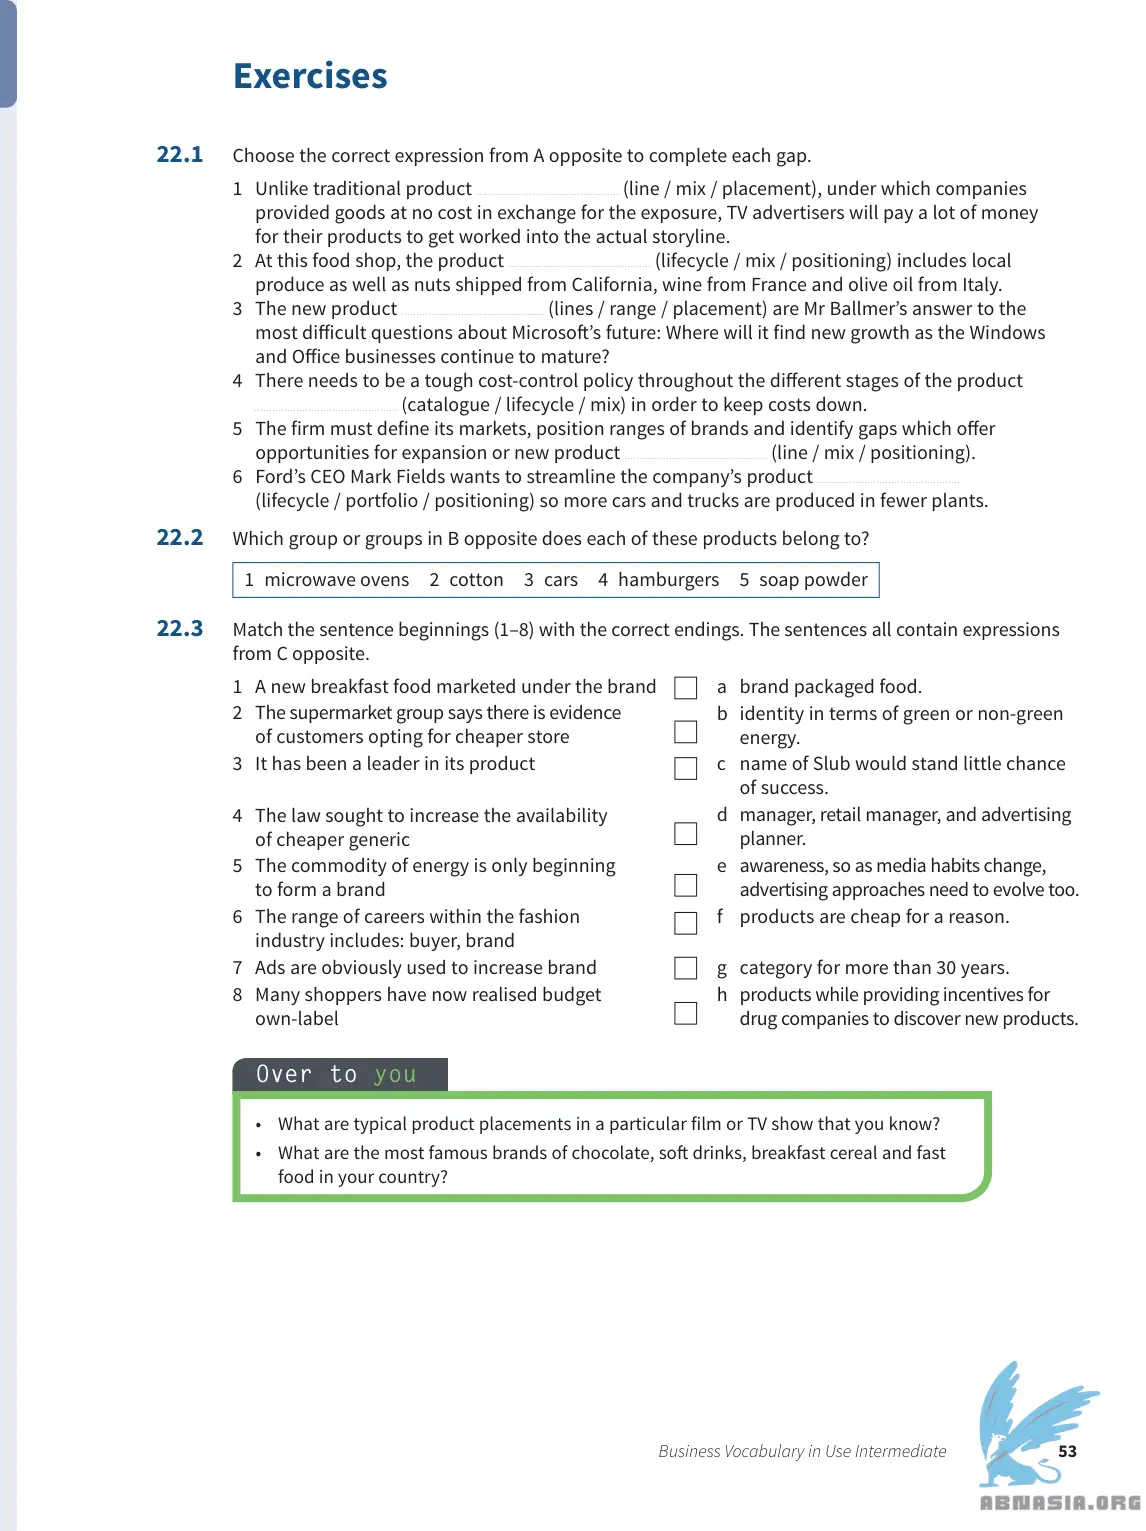 Exercises
22.1 Choose the correct expression from A opposite to complete each gap.
1 Unlike traditional product ........................................ (line / mix / placement), under which companies
provided goods at no cost in exchange for the exposure, TV advertisers will pay a lot of money
for their products to get worked into the actual storyline.
2 At this food shop, the product ........................................ (lifecycle / mix / positioning) includes local
produce as well as nuts shipped from California, wine from France and olive oil from Italy.
3 The new product ........................................ (lines / range / placement) are Mr Ballmer's answer to the
most difficult questions about Microsoft's future: Where will it find new growth as the Windows
and Office businesses continue to mature?
4 There needs to be a tough cost-control policy throughout the different stages of the product
........................................ (catalogue / lifecycle / mix) in order to keep costs down.
5 The firm must define its markets, position ranges of brands and identify gaps which offer
opportunities for expansion or new product ........................................ (line / mix / positioning).
6 Ford's CEO Mark Fields wants to streamline the company's product ........................................
(lifecycle / portfolio / positioning) so more cars and trucks are produced in fewer plants.
22.2 Which group or groups in B opposite does each of these products belong to?
1 microwave ovens 2 cotton 3 cars 4 hamburgers 5 soap powder
22.3 Match the sentence beginnings (1–8) with the correct endings. The sentences all contain expressions
from C opposite.
1 A new breakfast food marketed under the brand
2 The supermarket group says there is evidence
of customers opting for cheaper store
3 It has been a leader in its product
4 The law sought to increase the availability
of cheaper generic
5 The commodity of energy is only beginning
to form a brand
6 The range of careers within the fashion
industry includes: buyer, brand
7 Ads are obviously used to increase brand
8 Many shoppers have now realised budget
own-label
a brand packaged food.
b identity in terms of green or non-green
energy.
c name of Slub would stand little chance
of success.
d manager, retail manager, and advertising
planner.
e awareness, so as media habits change,
advertising approaches need to evolve too.
f products are cheap for a reason.
g category for more than 30 years.
h products while providing incentives for
drug companies to discover new products.
Over to you
• What are typical product placements in a particular film or TV show that you know?
• What are the most famous brands of chocolate, soft drinks, breakfast cereal and fast
food in your country?
Business Vocabulary in Use Intermediate 53
ABNASIA.ORG